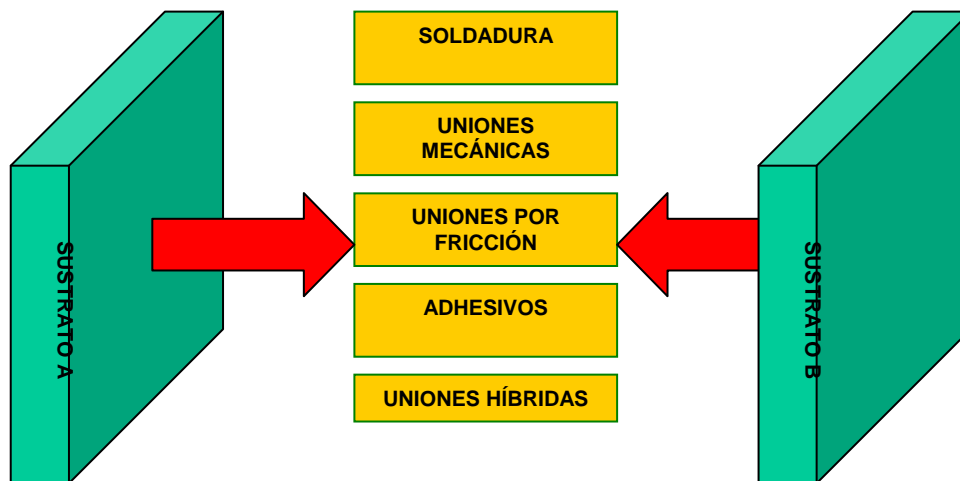 SOLDADURA
UNIONES
MECÁNICAS
UNIONES POR
FRICCIÓN
ADHESIVOS
UNIONES HÍBRIDAS
SUSTRATO A
SUSTRATO B